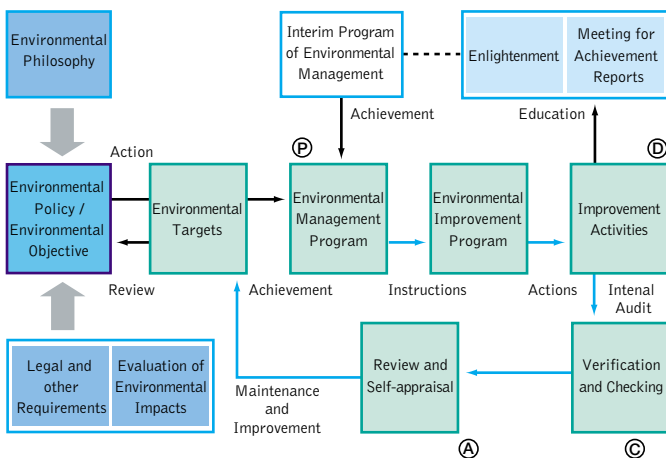 Environmental
Philosophy
Interim Program
of Environmental
Management
Enlightenment
Meeting for
Achievement
Reports
Achievement
Education
P
D
Action
Environmental
Policy /
Environmental
Objective
Environmental
Targets
Environmental
Management
Program
Environmental
Improvement
Program
Improvement
Activities
Review
Achievement
Instructions
Actions
Intenal
Audit
Legal and
other
Requirements
Evaluation of
Environmental
Impacts
Maintenance
and
Improvement
Review and
Self-appraisal
Verification
and Checking
A
C